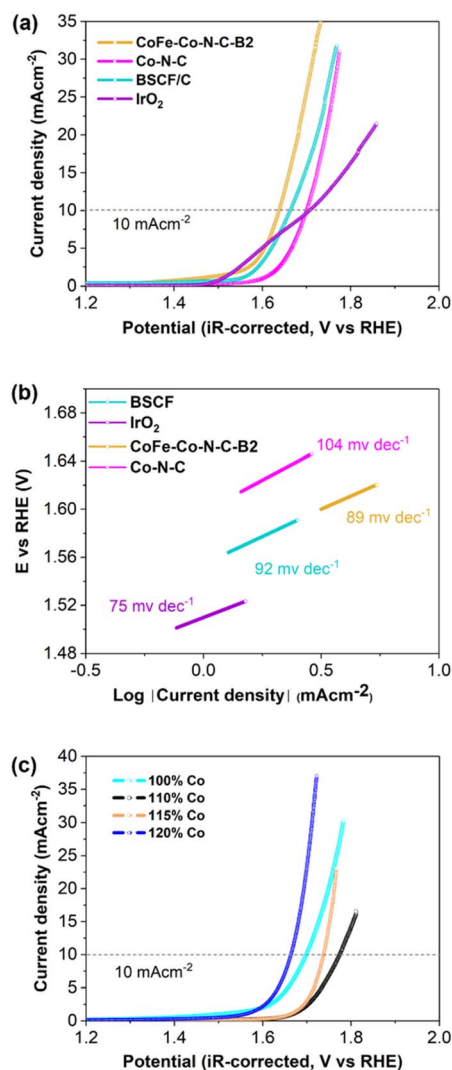 (a)
CoFe-Co-N-C-B2
Co-N-C
BSCF/C
IrO₂
10 mAcm⁻²
Current density (mAcm⁻²)
35
30
25
20
15
10
5
0
1.2
1.4
1.6
1.8
2.0
Potential (iR-corrected, V vs RHE)
(b)
BSCF
IrO₂
CoFe-Co-N-C-B2
Co-N-C
104 mv dec⁻¹
89 mv dec⁻¹
92 mv dec⁻¹
75 mv dec⁻¹
E vs RHE (V)
1.68
1.64
1.60
1.56
1.52
1.48
-0.5
0.0
0.5
1.0
Log |Current density| (mAcm⁻²)
(c)
100% Co
110% Co
115% Co
120% Co
10 mAcm⁻²
Current density (mAcm⁻²)
40
35
30
25
20
15
10
5
0
1.2
1.4
1.6
1.8
2.0
Potential (iR-corrected, V vs RHE)